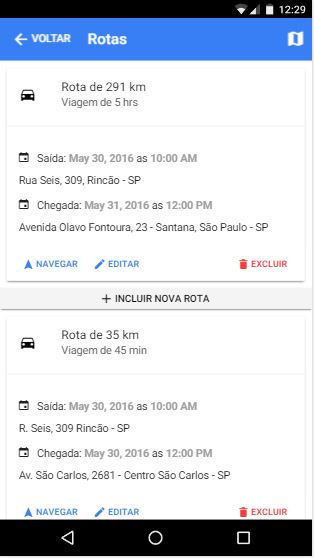 12:29
VOLTAR Rotas
Rota de 291 km
Viagem de 5 hrs
Saída: May 30, 2016 as 10:00 AM
Rua Seis, 309, Rincão - SP
Chegada: May 31, 2016 as 12:00 PM
Avenida Olavo Fontoura, 23 - Santana, São Paulo - SP
NAVEGAR EDITAR EXCLUIR
+ INCLUIR NOVA ROTA
Rota de 35 km
Viagem de 45 min
Saída: May 30, 2016 as 10:00 AM
R. Seis, 309 Rincão - SP
Chegada: May 30, 2016 as 12:00 PM
Av. São Carlos, 2681 - Centro São Carlos - SP
NAVEGAR EDITAR EXCLUIR